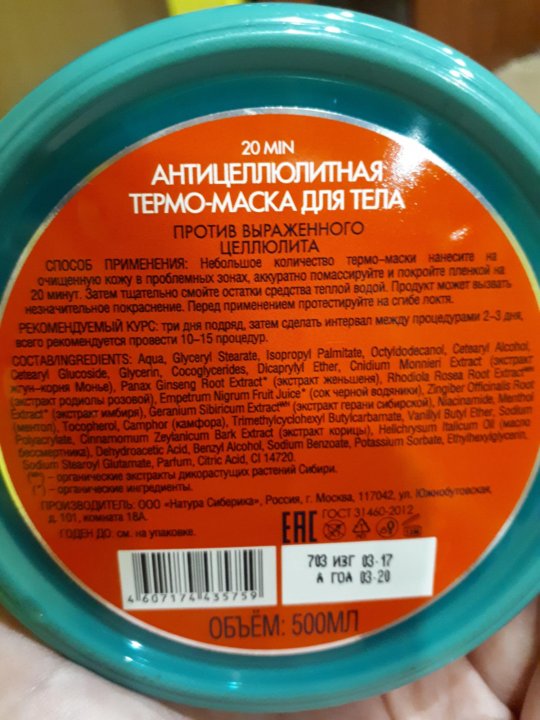 20 MIN
АНТИЦЕЛЛЮЛИТНАЯ
ТЕРМО-МАСКА ДЛЯ ТЕЛА
ПРОТИВ ВЫРАЖЕННОГО
ЦЕЛЛЮЛИТА
СПОСОБ ПРИМЕНЕНИЯ: Небольшое количество термо-маски нанесите на
очищенную кожу в проблемных зонах, аккуратно помассируйте и покройте пленкой на
20 минут. Затем тщательно смойте остатки средства теплой водой. Продукт может вызвать
незначительное покраснение. Перед применением протестируйте на сгибе локтя.
РЕКОМЕНДУЕМЫЙ КУРС: три дня подряд, затем сделать интервал между процедурами 2–3 дня,
всего рекомендуется провести 10–15 процедур.
СОСТАВ/INGREDIENTS: Aqua, Glyceryl Stearate, Isopropyl Palmitate, Octyldodecanol, Cetearyl Alcohol,
Cetearyl Glucoside, Glycerin, Cocoglycerides, Dicaprylyl Ether, Cnidium Monnieri Extract (экстракт
жгун-корня Монье), Panax Ginseng Root Extract* (экстракт женьшеня), Rhodiola Rosea Root Extract
(экстракт родиолы розовой), Empetrum Nigrum Fruit Juice* (сок черной водяники), Zingiber Officinalis Root
Extract* (экстракт имбиря), Geranium Sibiricum Extract (экстракт герани сибирской), Niacinamide, Menthol
(ментол), Tocopherol, Camphor (камфора), Trimethylcyclohexyl Butylcarbamate, Vanillyl Butyl Ether, Sodium
Polyacrylate, Cinnamomum Zeylanicum Bark Extract (экстракт корицы), Helichrysum Italicum Oil (масло
бессмертника), Dehydroacetic Acid, Benzyl Alcohol, Sodium Benzoate, Potassium Sorbate, Ethylhexylglycerin,
Sodium Stearoyl Glutamate, Parfum, Citric Acid, CI 14720.
– органические экстракты дикорастущих растений Сибири.
(*) – органические ингредиенты.
ПРОИЗВОДИТЕЛЬ: ООО «Натура Сиберика», Россия, г. Москва, 117042, ул. Южнобутовская,
д. 101, комната 18А.
ГОДЕН ДО: см. на упаковке.
EAC ГОСТ 31460-2012
703 ИЗГ 03-17
А ГОД 03-20
4607174435759
ОБЪЁМ: 500МЛ